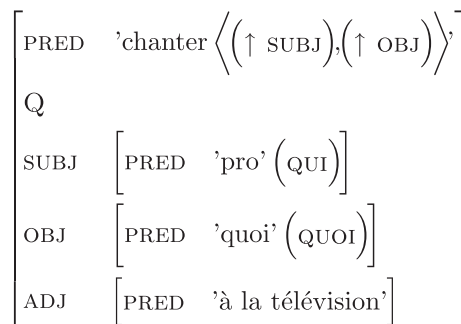 PRED ’chanter ⟨(↑ SUBJ),(↑ OBJ)⟩’
Q
SUBJ [PRED ’pro’ (QUI)]
OBJ [PRED ’quoi’ (QUOI)]
ADJ [PRED ’à la télévision’]